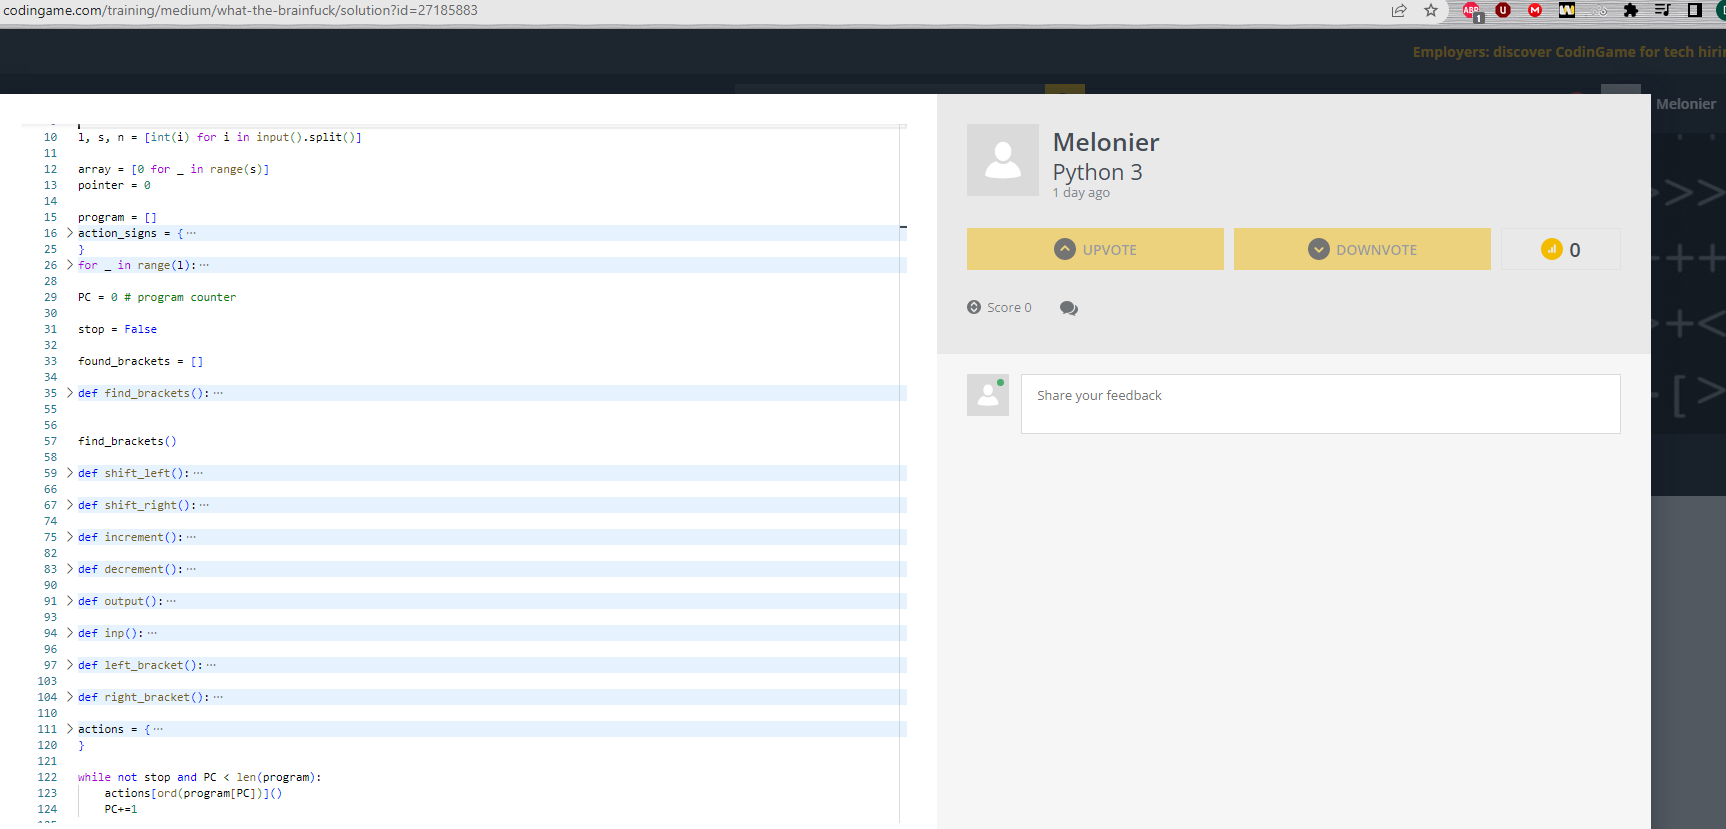 codingame.com/training/medium/what-the-brainfuck/solution?id=27185883
ABP
1
Employers: discover CodinGame for tech hirin
Melonier
10 l, s, n = [int(i) for i in input().split()]
11
12 array = [0 for _ in range(s)]
13 pointer = 0
14
15 program = []
16 > action_signs = { ···
25 }
26 > for _ in range(l): ···
28
29 PC = 0 # program counter
30
31 stop = False
32
33 found_brackets = []
34
35 > def find_brackets(): ···
55
56
57 find_brackets()
58
59 > def shift_left(): ···
66
67 > def shift_right(): ···
74
75 > def increment(): ···
82
83 > def decrement(): ···
90
91 > def output(): ···
93
94 > def inp(): ···
96
97 > def left_bracket(): ···
103
104 > def right_bracket(): ···
110
111 > actions = { ···
120 }
121
122 while not stop and PC < len(program):
123 actions[ord(program[PC])]()
124 PC+=1
Melonier
Python 3
1 day ago
UPVOTE
DOWNVOTE
0
Score 0
Share your feedback
>>>
-++
>+<
-[>